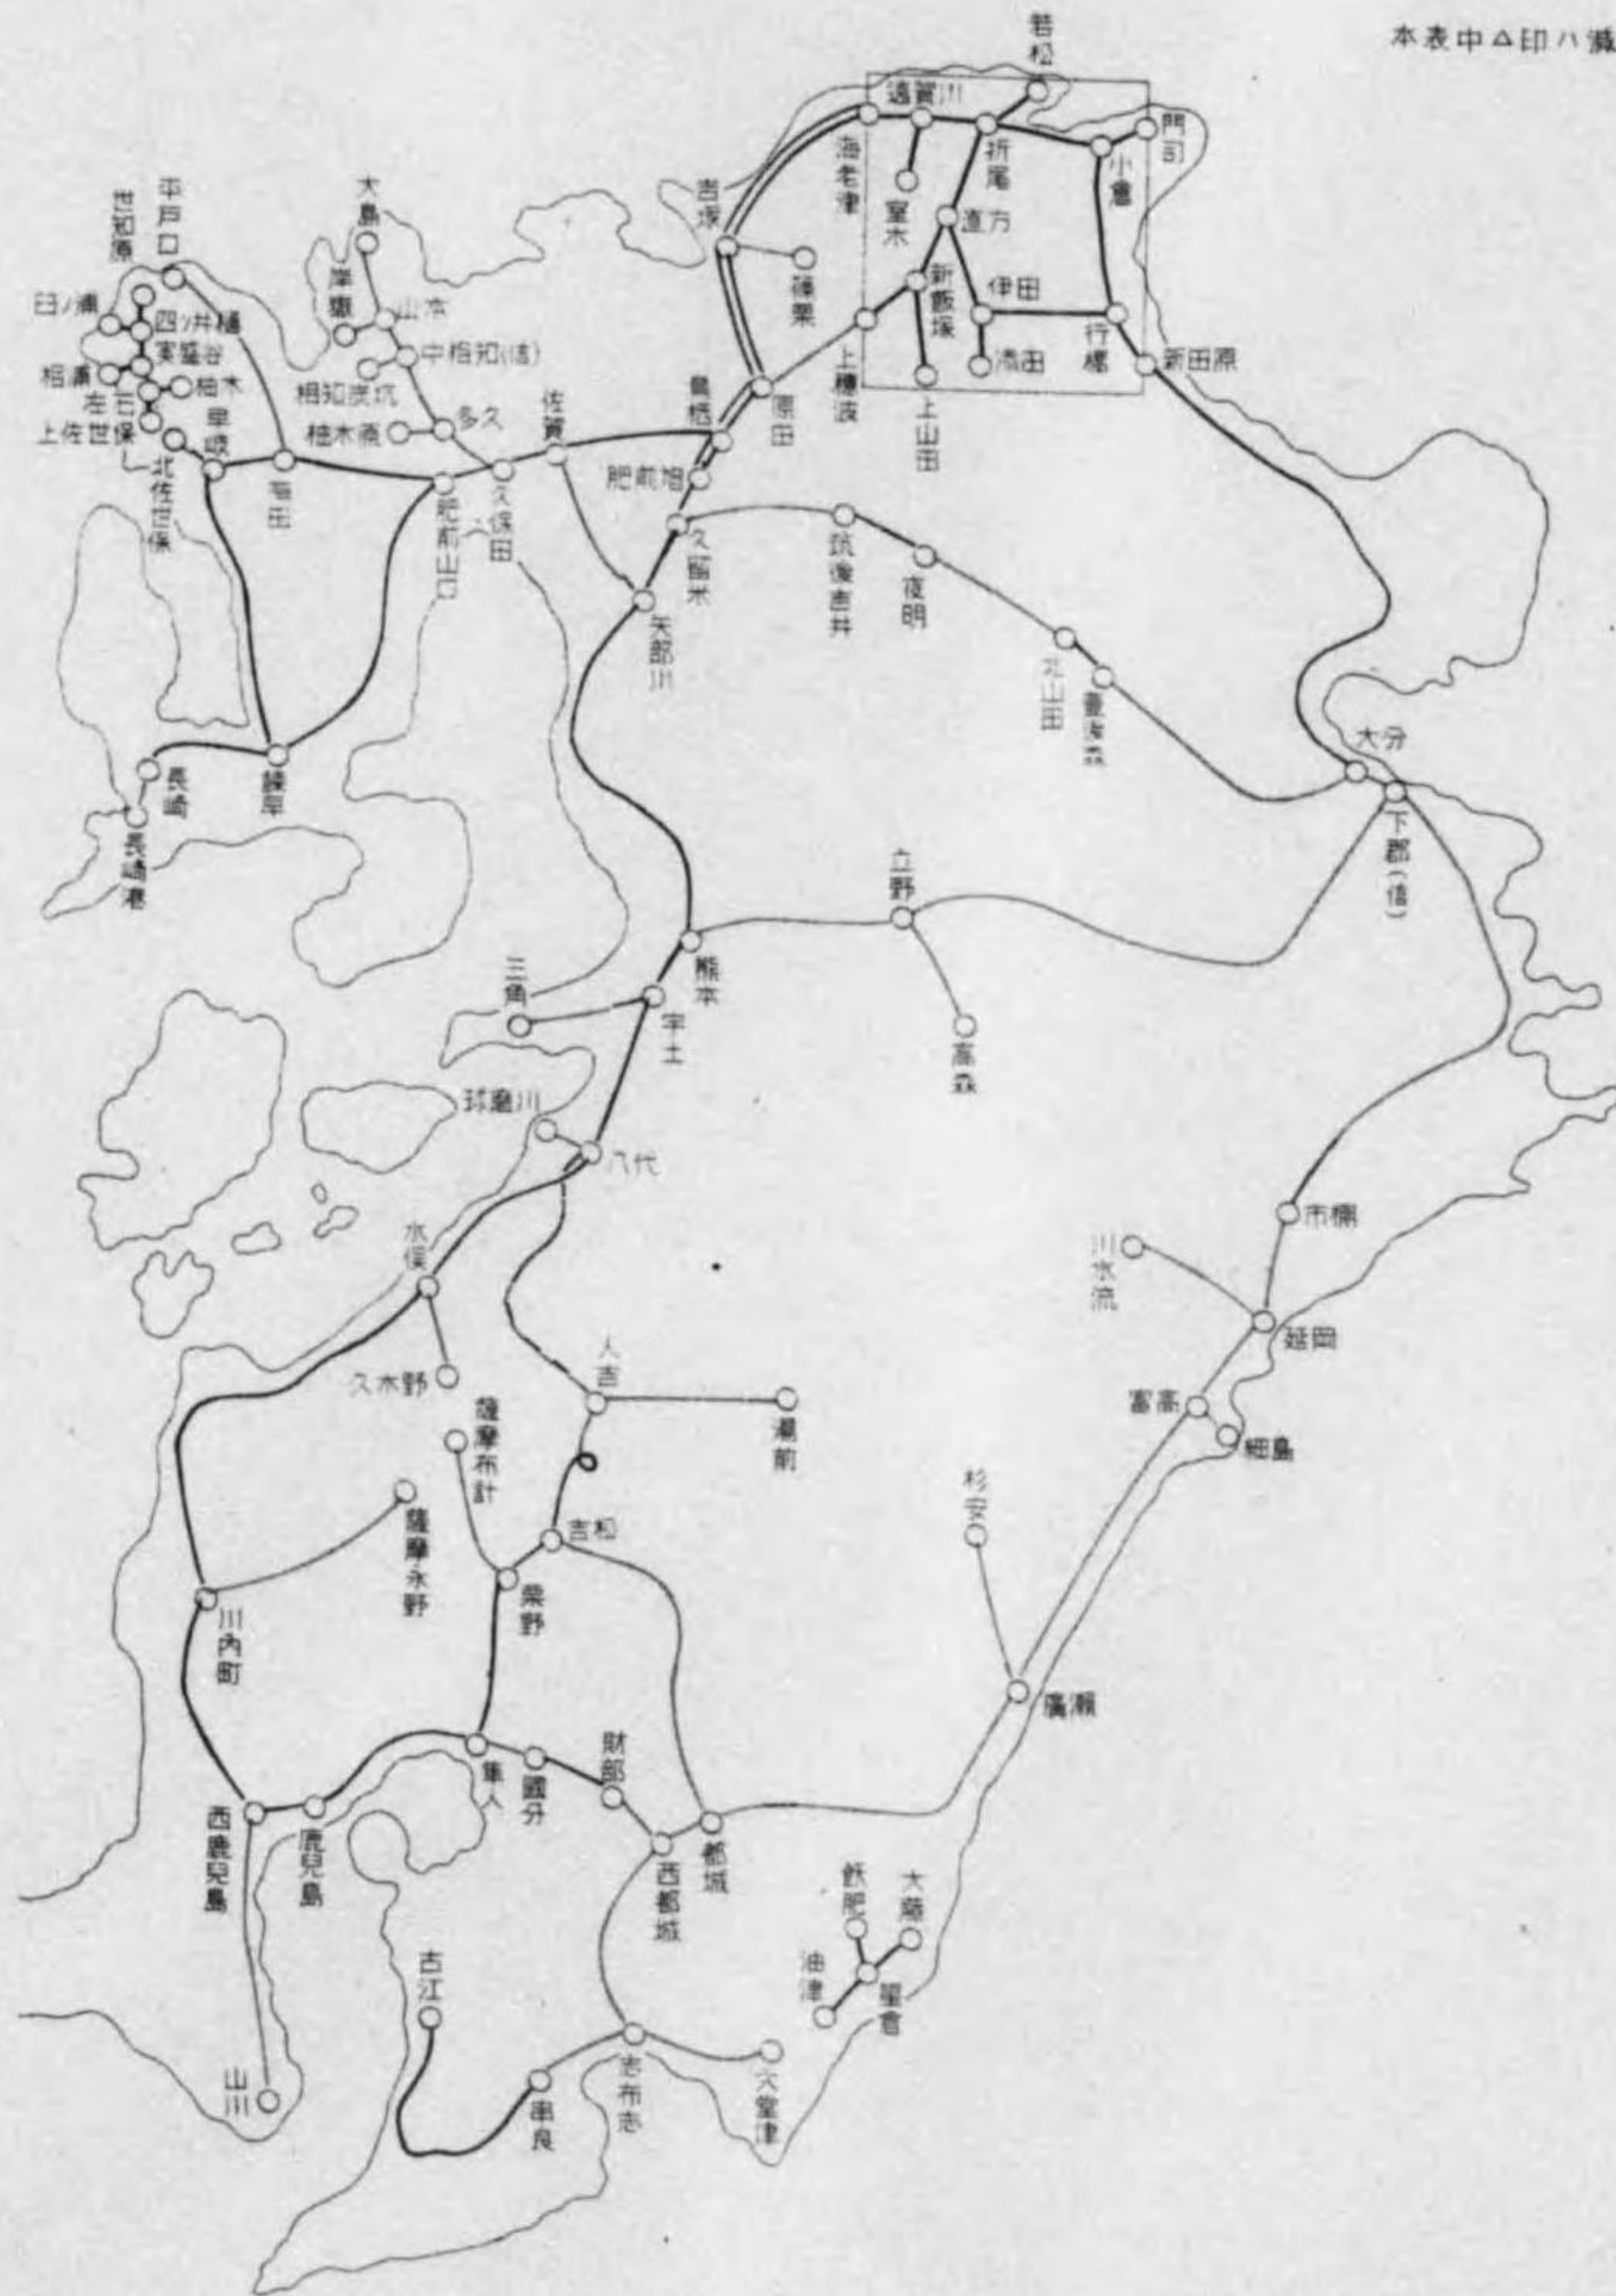 本表中△印ハ減
若松
遠賀川
門司
小倉
折尾
海老津
室木
直方
吉塚
篠栗
新飯塚
伊田
行橋
添田
新田原
上穂波
上山田
原田
鳥栖
肥前旭
佐賀
久留米
大島
岸嶽
山本
中相知(信)
相知炭坑
多久
柚木原
平戸口
世知原
臼ノ浦
四ツ井樋
実盛谷
相浦
柚木
左石
上佐世保
北佐世保
早岐
有田
肥前山口
久保田
矢部川
筑後吉井
夜明
北山田
豊後森
大分
下郡(信)
諫早
長崎
長崎港
立野
熊本
高森
三角
宇土
球磨川
八代
水俣
久木野
人吉
湯前
市棚
川水流
延岡
富高
細島
杉安
薩摩布計
薩摩永野
吉松
栗野
川内町
廣瀬
隼人
國分
財部
西鹿兒島
鹿兒島
都城
西都城
飫肥
大藤
油津
星倉
古江
山川
志布志
串良
大堂津